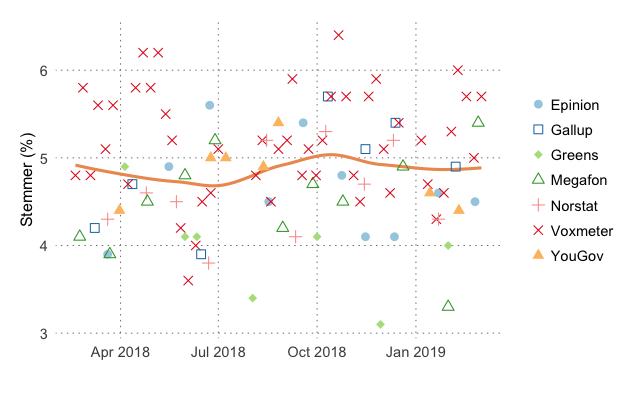 Stemmer (%)
6
5
4
3
Apr 2018
Jul 2018
Oct 2018
Jan 2019
Epinion
Gallup
Greens
Megafon
Norstat
Voxmeter
YouGov